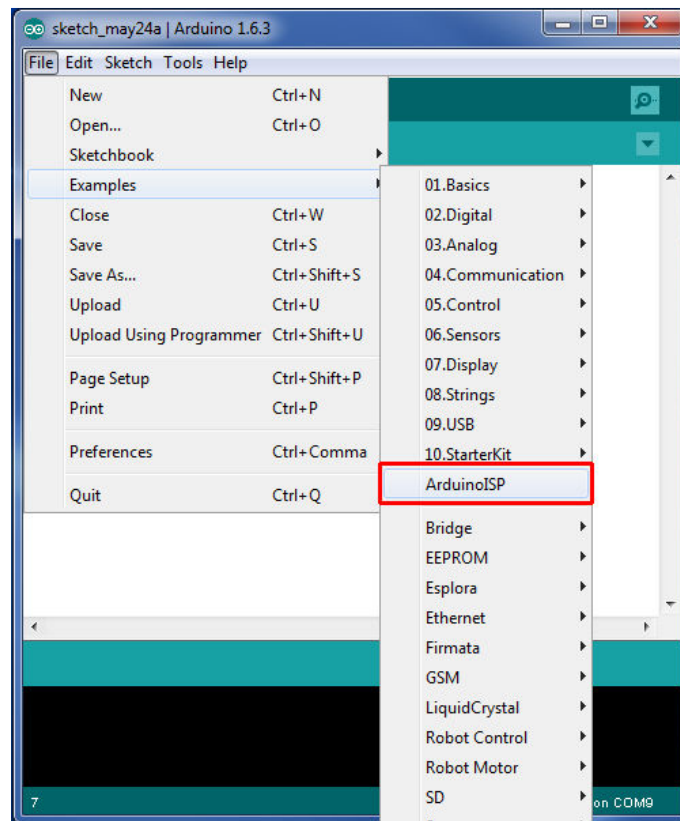 sketch_may24a | Arduino 1.6.3
File Edit Sketch Tools Help
New Ctrl+N
Open... Ctrl+O
Sketchbook
Examples
Close Ctrl+W
Save Ctrl+S
Save As... Ctrl+Shift+S
Upload Ctrl+U
Upload Using Programmer Ctrl+Shift+U
Page Setup Ctrl+Shift+P
Print Ctrl+P
Preferences Ctrl+Comma
Quit Ctrl+Q
01.Basics
02.Digital
03.Analog
04.Communication
05.Control
06.Sensors
07.Display
08.Strings
09.USB
10.StarterKit
ArduinoISP
Bridge
EEPROM
Esplora
Ethernet
Firmata
GSM
LiquidCrystal
Robot Control
Robot Motor
SD
7 on COM9